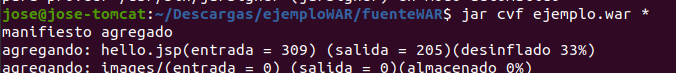 jose@jose-tomcat:~/Descargas/ejemploWAR/fuenteWAR$ jar cvf ejemplo.war *
manifiesto agregado
agregando: hello.jsp(entrada = 309) (salida = 205)(desinflado 33%)
agregando: images/(entrada = 0) (salida = 0)(almacenado 0%)